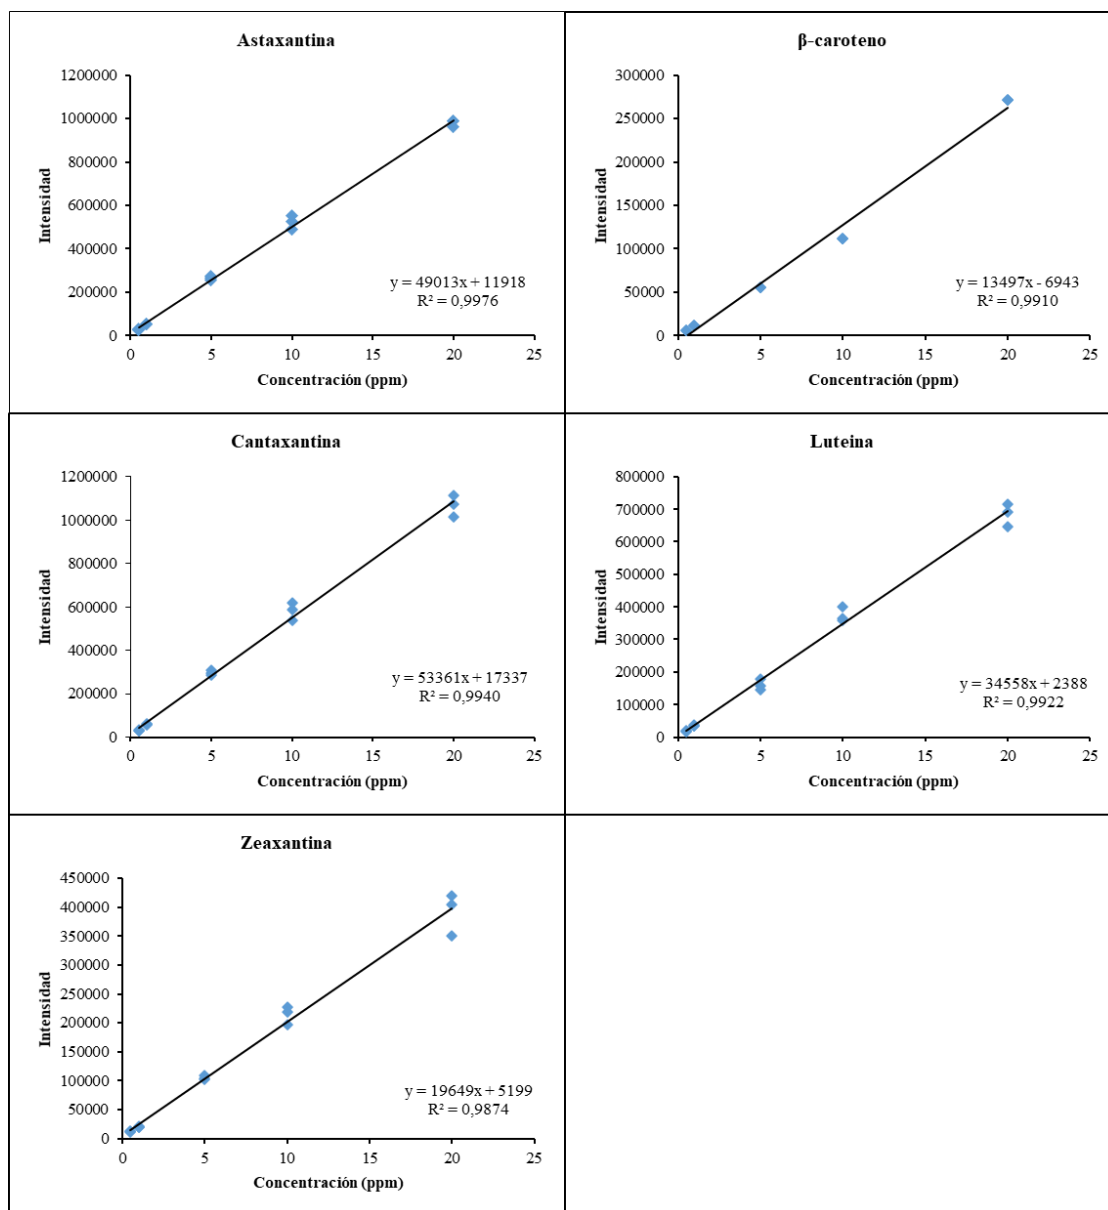 Astaxantina
1200000
1000000
800000
600000
400000
200000
0
Intensidad
y = 49013x + 11918
R² = 0,9976
0 5 10 15 20 25
Concentración (ppm)
β-caroteno
300000
250000
200000
150000
100000
50000
0
Intensidad
y = 13497x - 6943
R² = 0,9910
0 5 10 15 20 25
Concentración (ppm)
Cantaxantina
1200000
1000000
800000
600000
400000
200000
0
Intensidad
y = 53361x + 17337
R² = 0,9940
0 5 10 15 20 25
Concentración (ppm)
Luteina
800000
700000
600000
500000
400000
300000
200000
100000
0
Intensidad
y = 34558x + 2388
R² = 0,9922
0 5 10 15 20 25
Concentración (ppm)
Zeaxantina
450000
400000
350000
300000
250000
200000
150000
100000
50000
0
Intensidad
y = 19649x + 5199
R² = 0,9874
0 5 10 15 20 25
Concentración (ppm)